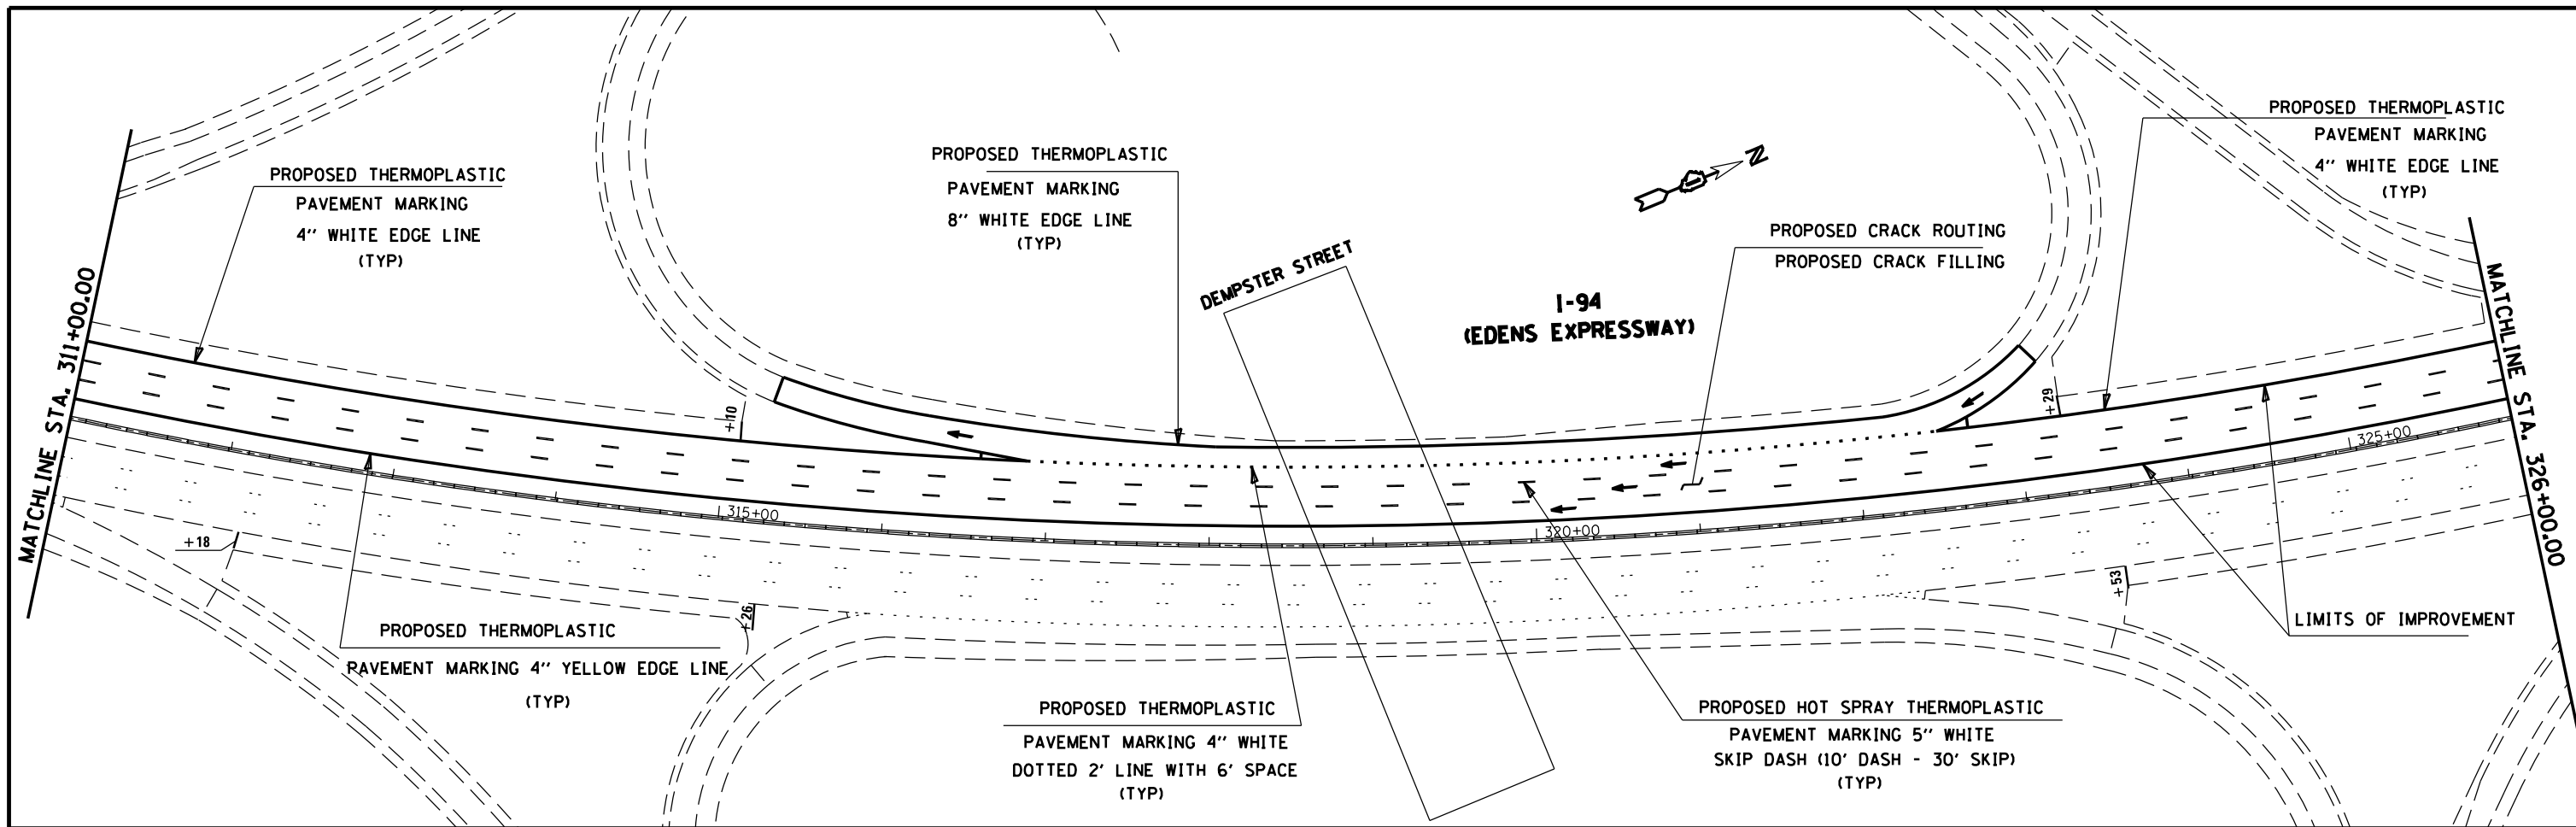 MATCHLINE STA. 311+00.00
PROPOSED THERMOPLASTIC
PAVEMENT MARKING
4'' WHITE EDGE LINE
(TYP)
PROPOSED THERMOPLASTIC
PAVEMENT MARKING
8'' WHITE EDGE LINE
(TYP)
DEMPSTER STREET
N
I-94
(EDENS EXPRESSWAY)
PROPOSED CRACK ROUTING
PROPOSED CRACK FILLING
PROPOSED THERMOPLASTIC
PAVEMENT MARKING
4'' WHITE EDGE LINE
(TYP)
MATCHLINE STA. 326+00.00
+10
+29
325+00
315+00
320+00
+18
+26
+53
PROPOSED THERMOPLASTIC
PAVEMENT MARKING 4'' YELLOW EDGE LINE
(TYP)
PROPOSED THERMOPLASTIC
PAVEMENT MARKING 4'' WHITE
DOTTED 2' LINE WITH 6' SPACE
(TYP)
PROPOSED HOT SPRAY THERMOPLASTIC
PAVEMENT MARKING 5'' WHITE
SKIP DASH (10' DASH - 30' SKIP)
(TYP)
LIMITS OF IMPROVEMENT